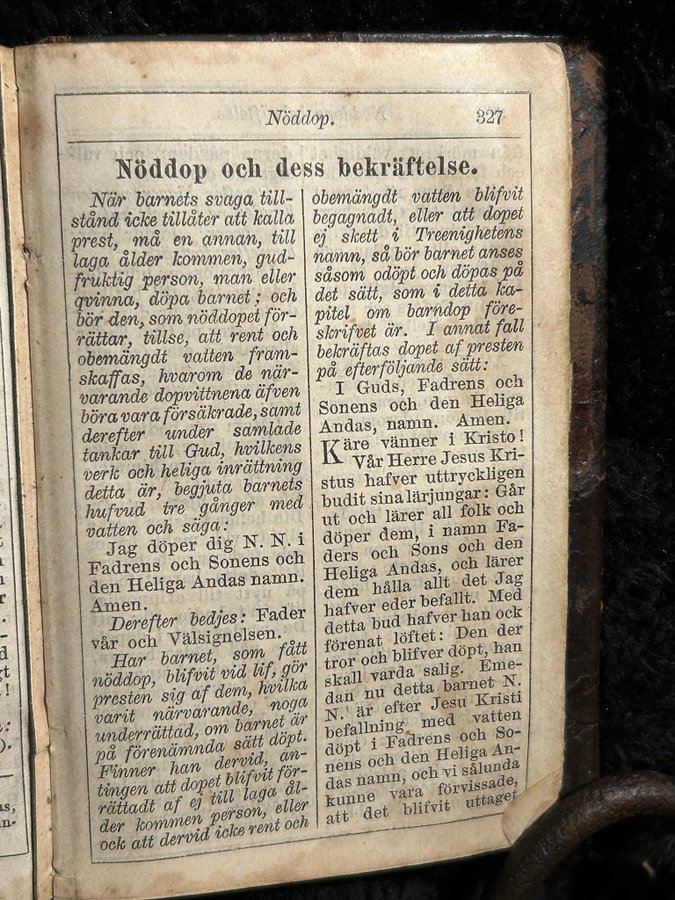 Nöddop.
327
Nöddop och dess bekräftelse.
När barnets svaga till-
stånd icke tillåter att kalla
prest, må en annan, till
laga ålder kommen, gud-
fruktig person, man eller
qvinna, döpa barnet; och
bör den, som nöddopet för-
rättar, tillse, att rent och
obemängdt vatten fram-
skaffas, hvarom de när-
varande dopvittnena äfven
böra vara försäkrade, samt
derefter under samlade
tankar till Gud, hvilkens
verk och heliga inrättning
detta är, begjuta barnets
hufvud tre gånger med
vatten och säga:
Jag döper dig N. N. i
Fadrens och Sonens och
den Heliga Andas namn.
Amen.
Derefter bedjes: Fader
vår och Välsignelsen.
Har barnet, som fått
nöddop, blifvit vid lif, gör
presten sig af dem, hvilka
varit närvarande, noga
underrättad, om barnet är
på förenämnda sätt döpt.
Finner han dervid, an-
tingen att dopet blifvit för-
rättadt af ej till laga ål-
der kommen person, eller
ock att dervid icke rent och
obemängdt vatten blifvit
begagnadt, eller att dopet
ej skett i Treenighetens
namn, så bör barnet anses
såsom odöpt och döpas på
det sätt, som i detta ka-
pitel om barndop före-
skrifvet är. I annat fall
bekräftas dopet af presten
på efterföljande sätt:
I Guds, Fadrens och
Sonens och den Heliga
Andas, namn. Amen.
Käre vänner i Kristo!
Vår Herre Jesus Kri-
stus hafver uttryckligen
budit sina lärjungar: Går
ut och lärer all folk och
döper dem, i namn Fa-
ders och Sons och den
Heliga Andas, och lärer
dem hålla allt det Jag
hafver eder befallt. Med
detta bud hafver han ock
förenat löftet: Den der
tror och blifver döpt, han
skall varda salig. Eme-
dan nu detta barnet N.
N. är efter Jesu Kristi
befallning med vatten
döpt i Fadrens och So-
nens och den Heliga An-
das namn, och vi sålunda
kunne vara förvissade,
att det blifvit uttaget